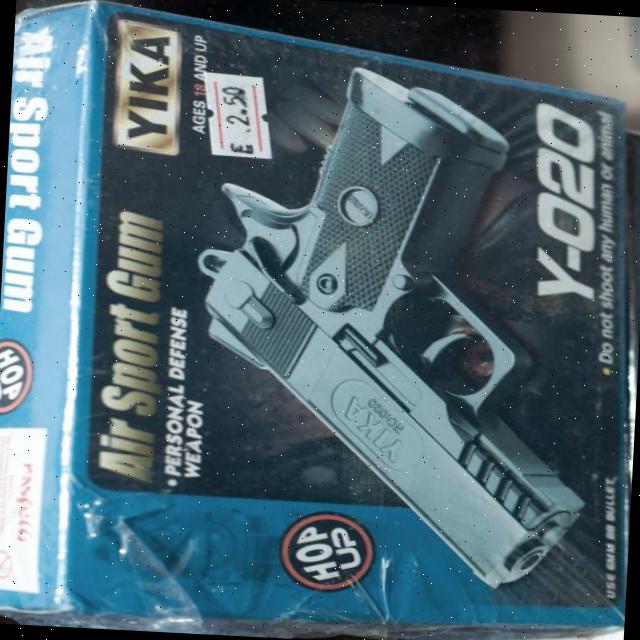 YIKA
AGES 18 AND UP
£ 2.50
Air Sport Gum
• PERSONAL DEFENSE
WEAPON
HOP
UP
YIKA
Y-020
• Do not shoot any human or animal
USE 6MM BB BULLET
Air Sport Gum
HOP